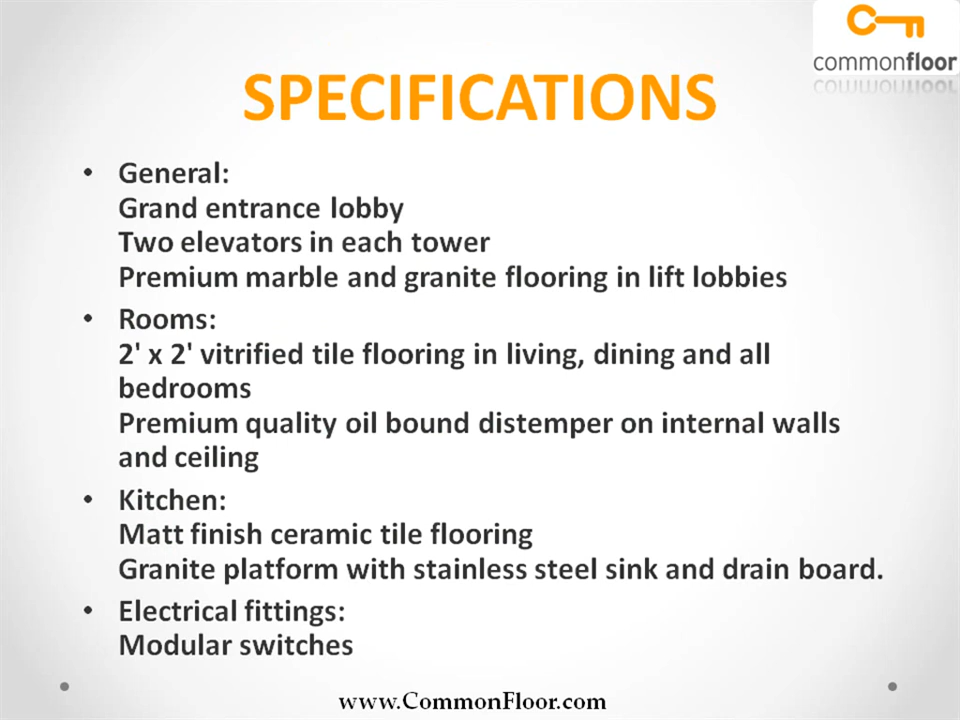 commonfloor
SPECIFICATIONS
• General:
Grand entrance lobby
Two elevators in each tower
Premium marble and granite flooring in lift lobbies
• Rooms:
2' x 2' vitrified tile flooring in living, dining and all
bedrooms
Premium quality oil bound distemper on internal walls
and ceiling
• Kitchen:
Matt finish ceramic tile flooring
Granite platform with stainless steel sink and drain board.
• Electrical fittings:
Modular switches
www.CommonFloor.com